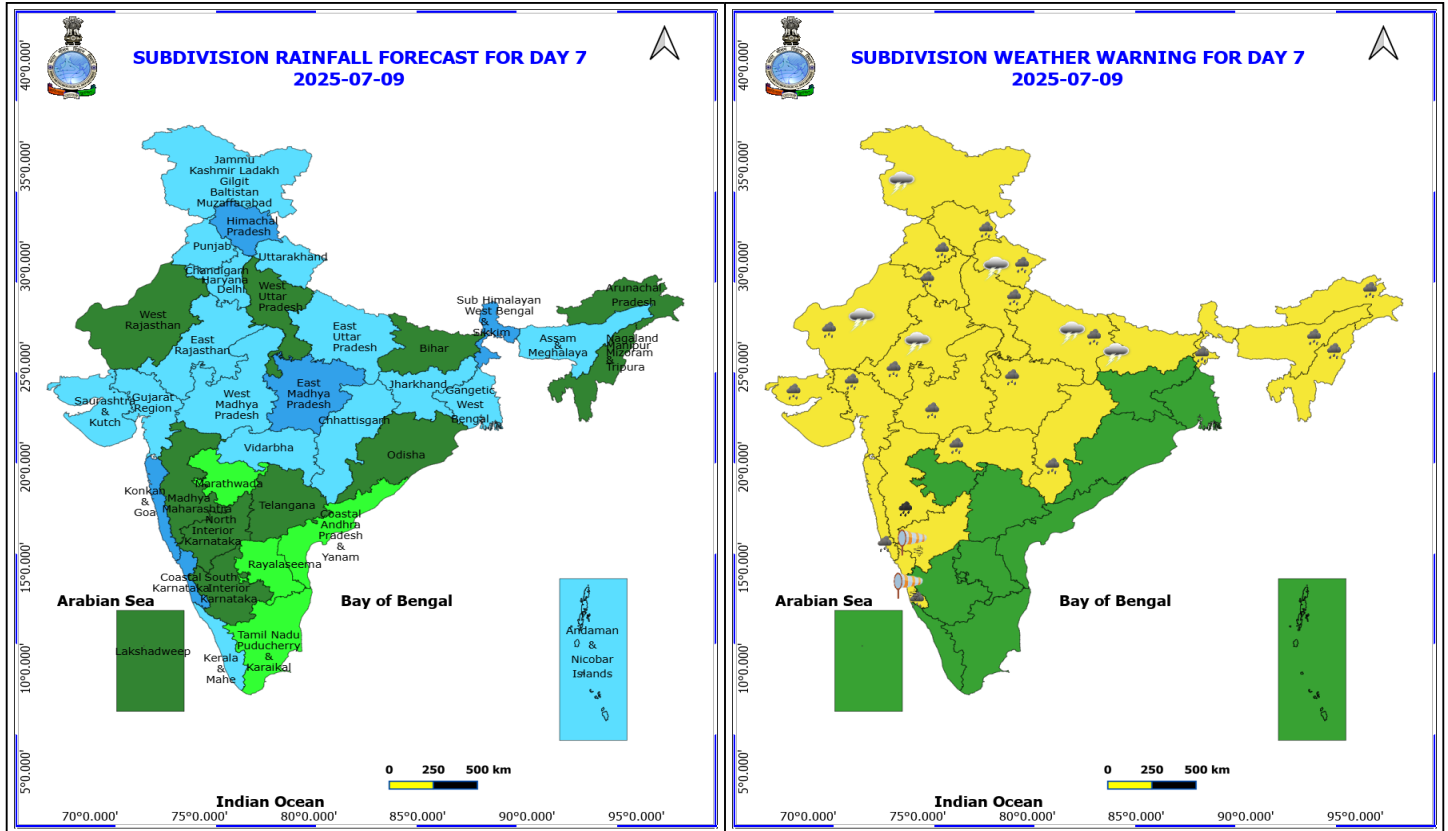 SUBDIVISION RAINFALL FORECAST FOR DAY 7
2025-07-09
40°0.000'
35°0.000'
30°0.000'
25°0.000'
20°0.000'
15°0.000'
10°0.000'
5°0.000'
Jammu
Kashmir Ladakh
Gilgit
Baltistan
Muzaffarabad
Himachal
Pradesh
Punjab
Uttarakhand
Chandigarh
Haryana
Delhi
West
Uttar
Pradesh
West
Rajasthan
East
Rajasthan
East
Uttar
Pradesh
Bihar
Sub Himalayan
West Bengal
&
Sikkim
Arunachal
Pradesh
Assam
&
Meghalaya
Nagaland
Manipur
Mizoram
&
Tripura
Saurashtra
&
Kutch
Gujarat
Region
West
Madhya
Pradesh
East
Madhya
Pradesh
Jharkhand
Gangetic
West
Bengal
Chhattisgarh
Vidarbha
Odisha
Konkan
&
Goa
Madhya
Maharashtra
Marathwada
Telangana
North
Interior
Karnataka
Coastal
Andhra
Pradesh
&
Yanam
Rayalaseema
Coastal
Karnataka
South
Interior
Karnataka
Tamil Nadu
Puducherry
&
Karaikal
Kerala
&
Mahe
Lakshadweep
Andaman
&
Nicobar
Islands
Arabian Sea
Bay of Bengal
Indian Ocean
0 250 500 km
70°0.000' 75°0.000' 80°0.000' 85°0.000' 90°0.000' 95°0.000'
SUBDIVISION WEATHER WARNING FOR DAY 7
2025-07-09
40°0.000'
35°0.000'
30°0.000'
25°0.000'
20°0.000'
15°0.000'
10°0.000'
5°0.000'
Arabian Sea
Bay of Bengal
Indian Ocean
0 250 500 km
70°0.000' 75°0.000' 80°0.000' 85°0.000' 90°0.000' 95°0.000'